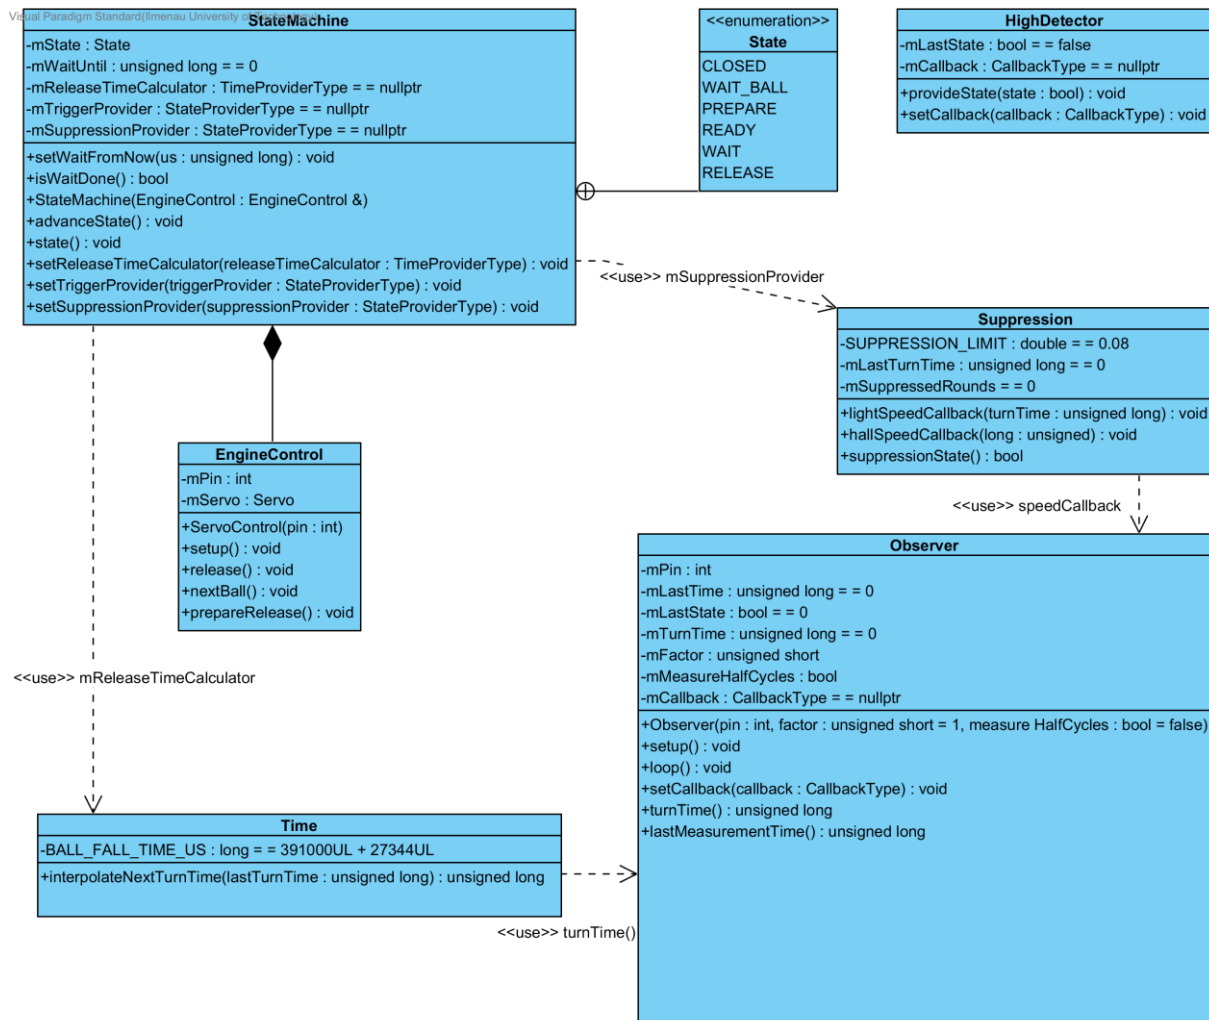 Visual Paradigm Standard(Ilmenau University of Technology)
StateMachine
-mState : State
-mWaitUntil : unsigned long == 0
-mReleaseTimeCalculator : TimeProviderType == nullptr
-mTriggerProvider : StateProviderType == nullptr
-mSuppressionProvider : StateProviderType == nullptr
+setWaitFromNow(us : unsigned long) : void
+isWaitDone() : bool
+StateMachine(EngineControl : EngineControl &)
+advanceState() : void
+state() : void
+setReleaseTimeCalculator(releaseTimeCalculator : TimeProviderType) : void
+setTriggerProvider(triggerProvider : StateProviderType) : void
+setSuppressionProvider(suppressionProvider : StateProviderType) : void
<<enumeration>>
State
CLOSED
WAIT_BALL
PREPARE
READY
WAIT
RELEASE
HighDetector
-mLastState : bool == false
-mCallback : CallbackType == nullptr
+provideState(state : bool) : void
+setCallback(callback : CallbackType) : void
<<use>> mSuppressionProvider
Suppression
-SUPPRESSION_LIMIT : double == 0.08
-mLastTurnTime : unsigned long == 0
-mSuppressedRounds == 0
+lightSpeedCallback(turnTime : unsigned long) : void
+hallSpeedCallback(long : unsigned) : void
+suppressionState() : bool
EngineControl
-mPin : int
-mServo : Servo
+ServoControl(pin : int)
+setup() : void
+release() : void
+nextBall() : void
+prepareRelease() : void
<<use>> speedCallback
Observer
-mPin : int
-mLastTime : unsigned long == 0
-mLastState : bool == 0
-mTurnTime : unsigned long == 0
-mFactor : unsigned short
-mMeasureHalfCycles : bool
-mCallback : CallbackType == nullptr
+Observer(pin : int, factor : unsigned short = 1, measure HalfCycles : bool = false)
+setup() : void
+loop() : void
+setCallback(callback : CallbackType) : void
+turnTime() : unsigned long
+lastMeasurementTime() : unsigned long
<<use>> mReleaseTimeCalculator
Time
-BALL_FALL_TIME_US : long == 391000UL + 27344UL
+interpolateNextTurnTime(lastTurnTime : unsigned long) : unsigned long
<<use>> turnTime()